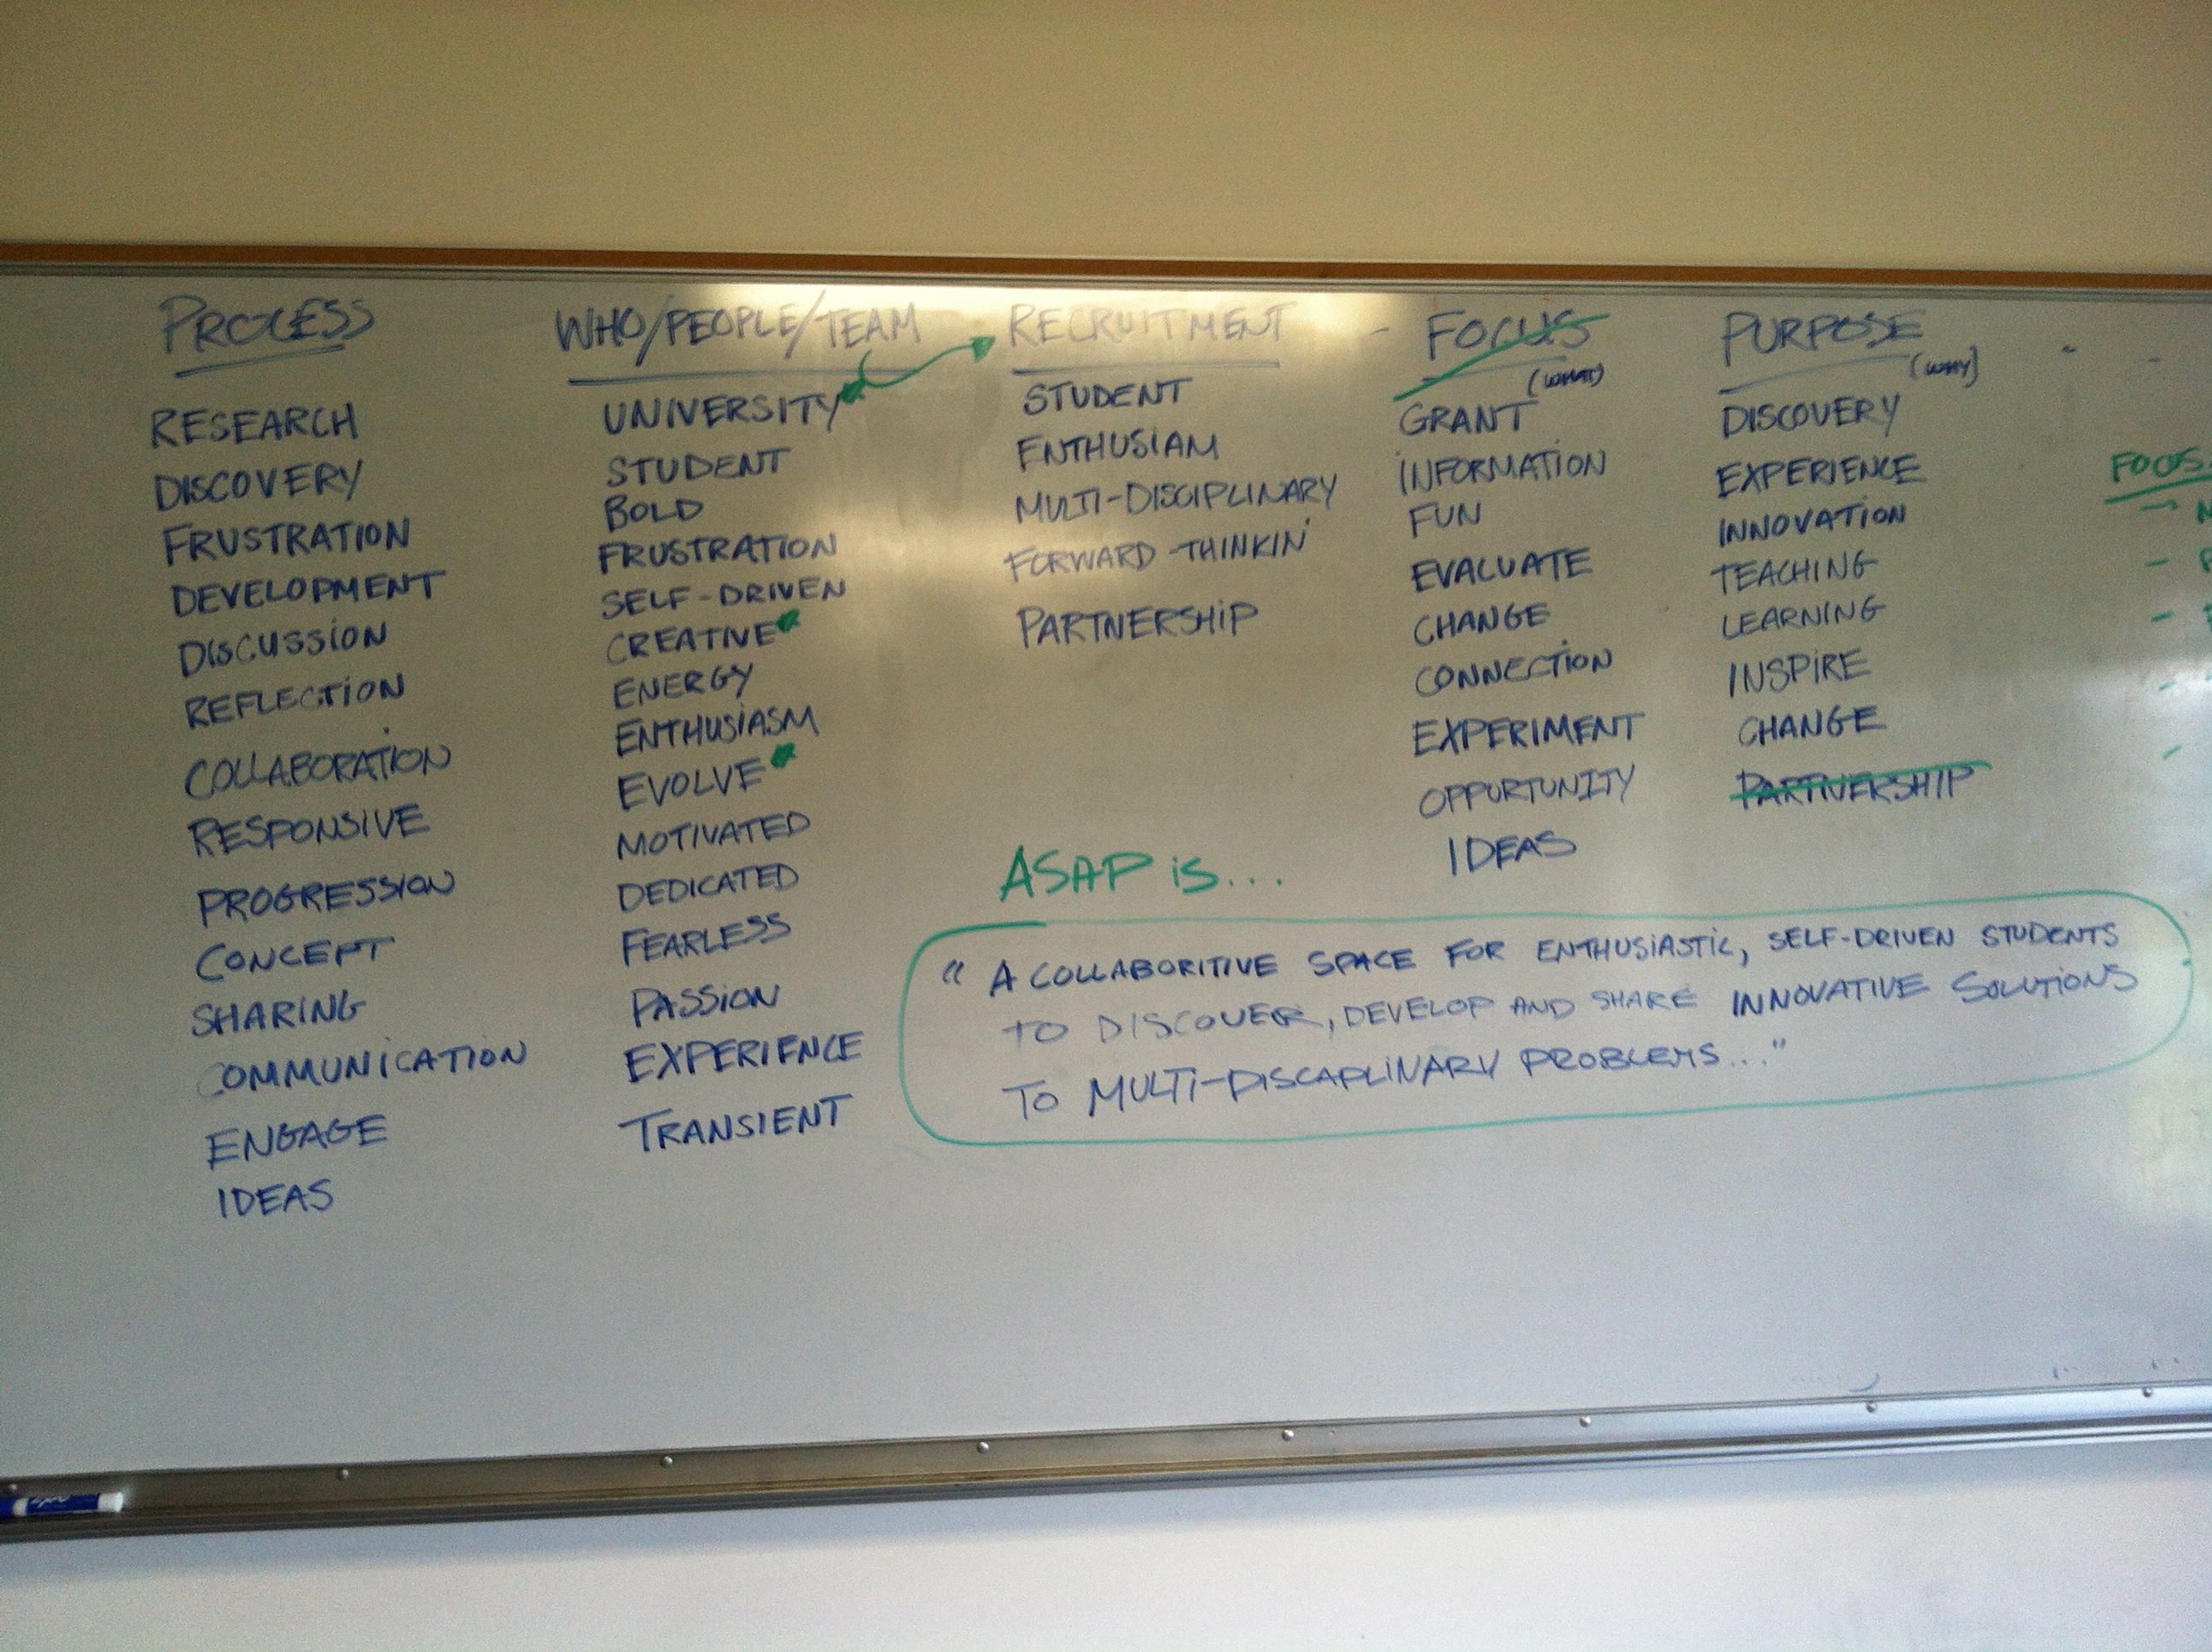 PROCESS
RESEARCH
DISCOVERY
FRUSTRATION
DEVELOPMENT
DISCUSSION
REFLECTION
COLLABORATION
RESPONSIVE
PROGRESSION
CONCEPT
SHARING
COMMUNICATION
ENGAGE
IDEAS
WHO/PEOPLE/TEAM
UNIVERSITY
STUDENT
BOLD
FRUSTRATION
SELF-DRIVEN
CREATIVE
ENERGY
ENTHUSIASM
EVOLVE
MOTIVATED
DEDICATED
FEARLESS
PASSION
EXPERIENCE
TRANSIENT
RECRUITMENT
STUDENT
ENTHUSIAM
MULTI-DISCIPLINARY
FORWARD-THINKIN'
PARTNERSHIP
FOCUS
(WHAT)
GRANT
INFORMATION
FUN
EVALUATE
CHANGE
CONNECTION
EXPERIMENT
OPPURTUNITY
IDEAS
PURPOSE
(WHY)
DISCOVERY
EXPERIENCE
INNOVATION
TEACHING
LEARNING
INSPIRE
CHANGE
PARTNERSHIP
ASAP is...
"A COLLABORITIVE SPACE FOR ENTHUSIASTIC, SELF-DRIVEN STUDENTS
TO DISCOVER, DEVELOP AND SHARE INNOVATIVE SOLUTIONS
TO MULTI-DISCAPLINARY PROBLEMS..."
FOCUS